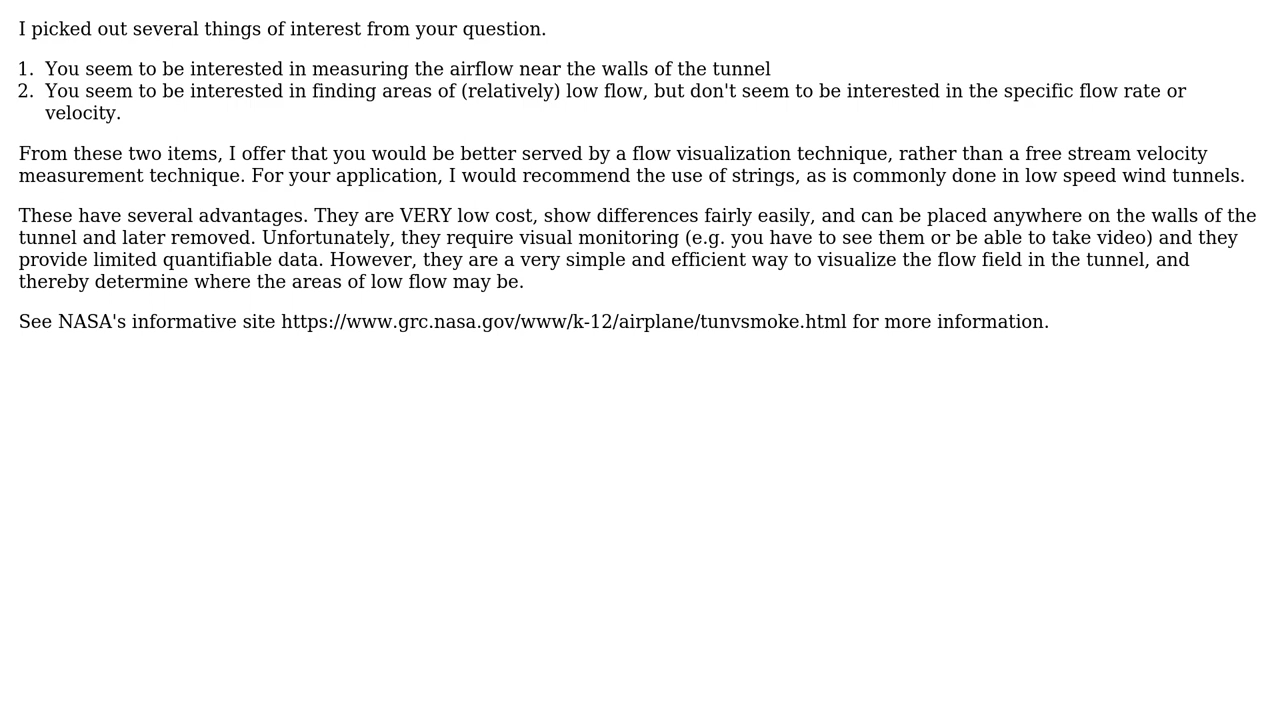 I picked out several things of interest from your question.
1. You seem to be interested in measuring the airflow near the walls of the tunnel
2. You seem to be interested in finding areas of (relatively) low flow, but don't seem to be interested in the specific flow rate or
velocity.
From these two items, I offer that you would be better served by a flow visualization technique, rather than a free stream velocity
measurement technique. For your application, I would recommend the use of strings, as is commonly done in low speed wind tunnels.
These have several advantages. They are VERY low cost, show differences fairly easily, and can be placed anywhere on the walls of the
tunnel and later removed. Unfortunately, they require visual monitoring (e.g. you have to see them or be able to take video) and they
provide limited quantifiable data. However, they are a very simple and efficient way to visualize the flow field in the tunnel, and
thereby determine where the areas of low flow may be.
See NASA's informative site https://www.grc.nasa.gov/www/k-12/airplane/tunvsmoke.html for more information.